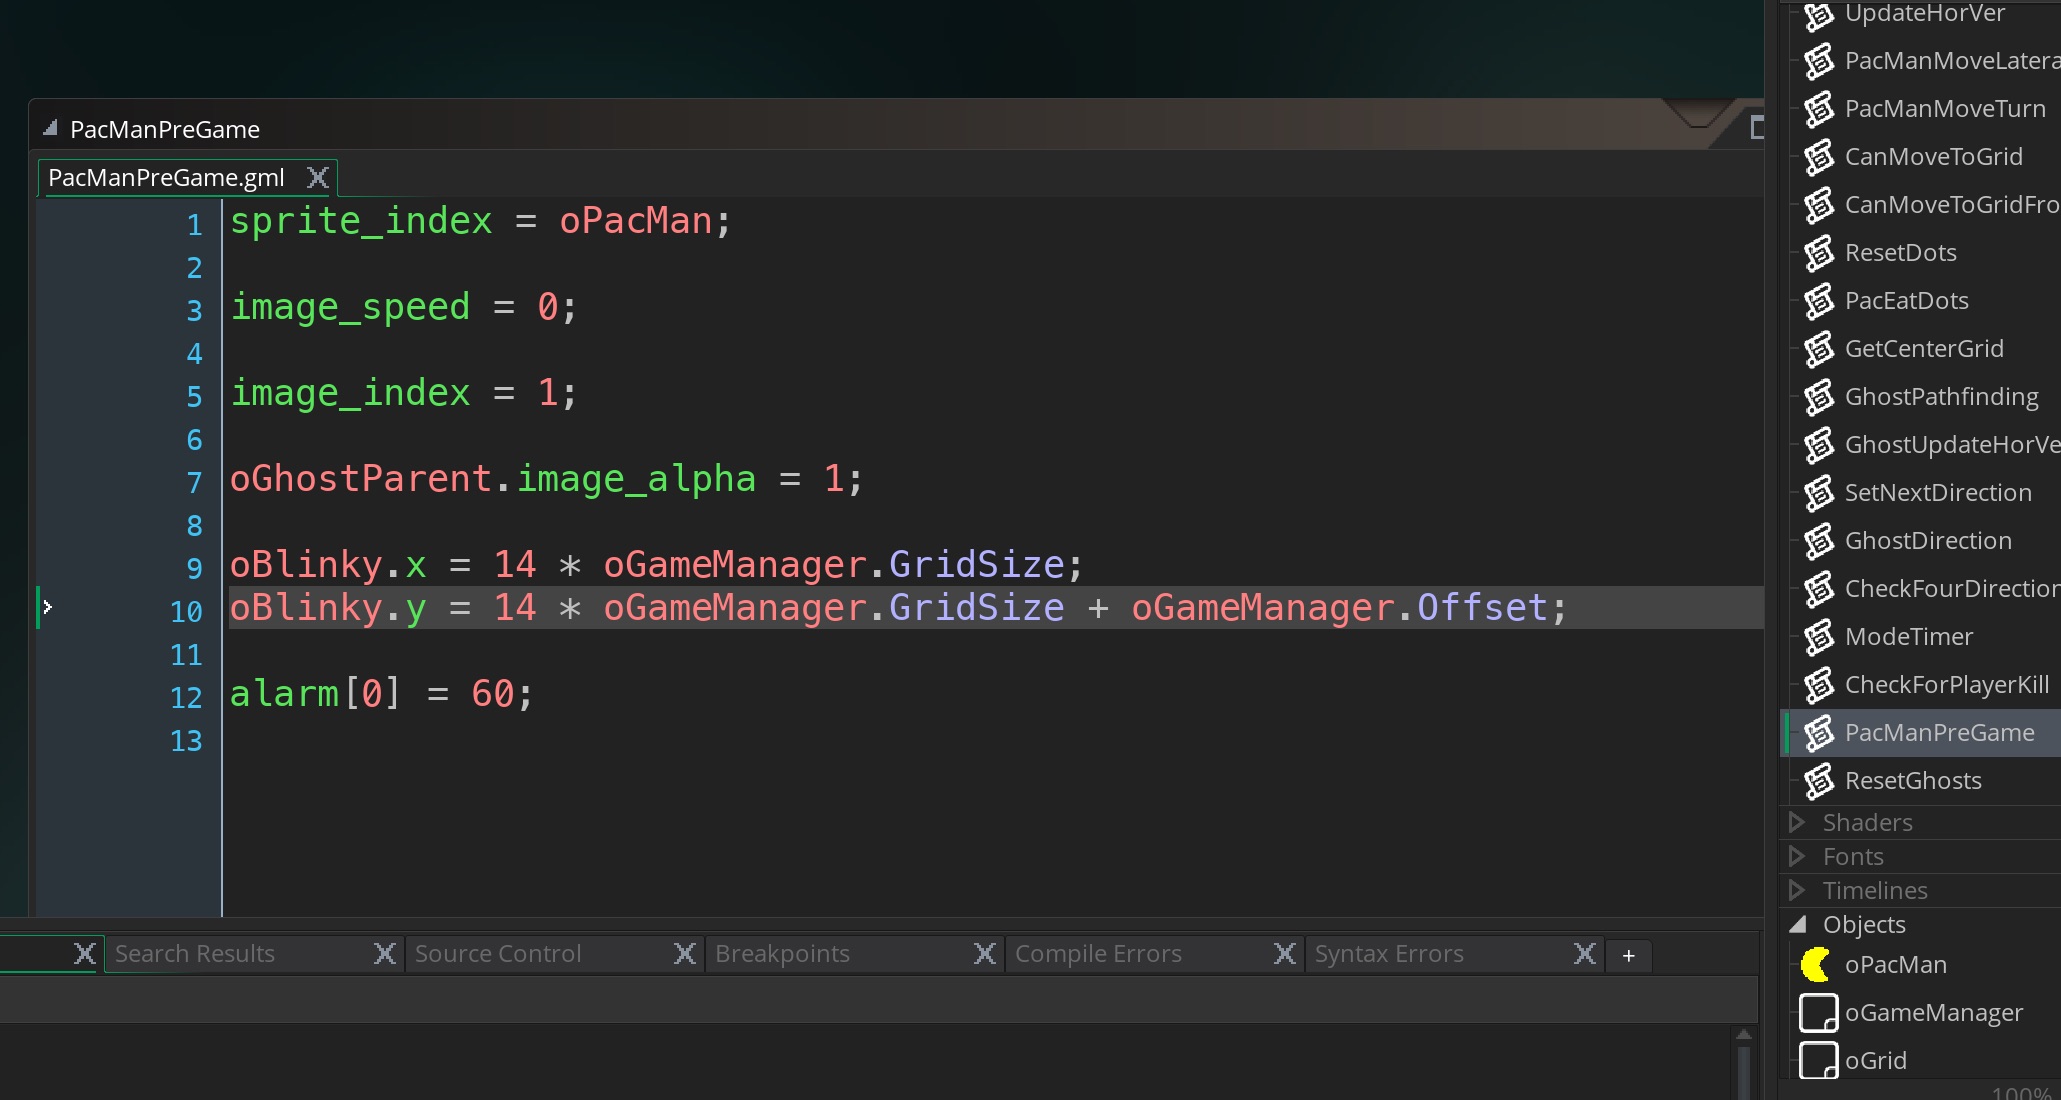 PacManPreGame
PacManPreGame.gml
1 sprite_index = oPacMan;
2
3 image_speed = 0;
4
5 image_index = 1;
6
7 oGhostParent.image_alpha = 1;
8
9 oBlinky.x = 14 * oGameManager.GridSize;
10 oBlinky.y = 14 * oGameManager.GridSize + oGameManager.Offset;
11
12 alarm[0] = 60;
13
Search Results
Source Control
Breakpoints
Compile Errors
Syntax Errors
+
UpdateHorVer
PacManMoveLatera
PacManMoveTurn
CanMoveToGrid
CanMoveToGridFro
ResetDots
PacEatDots
GetCenterGrid
GhostPathfinding
GhostUpdateHorVe
SetNextDirection
GhostDirection
CheckFourDirection
ModeTimer
CheckForPlayerKill
PacManPreGame
ResetGhosts
Shaders
Fonts
Timelines
Objects
oPacMan
oGameManager
oGrid
100%